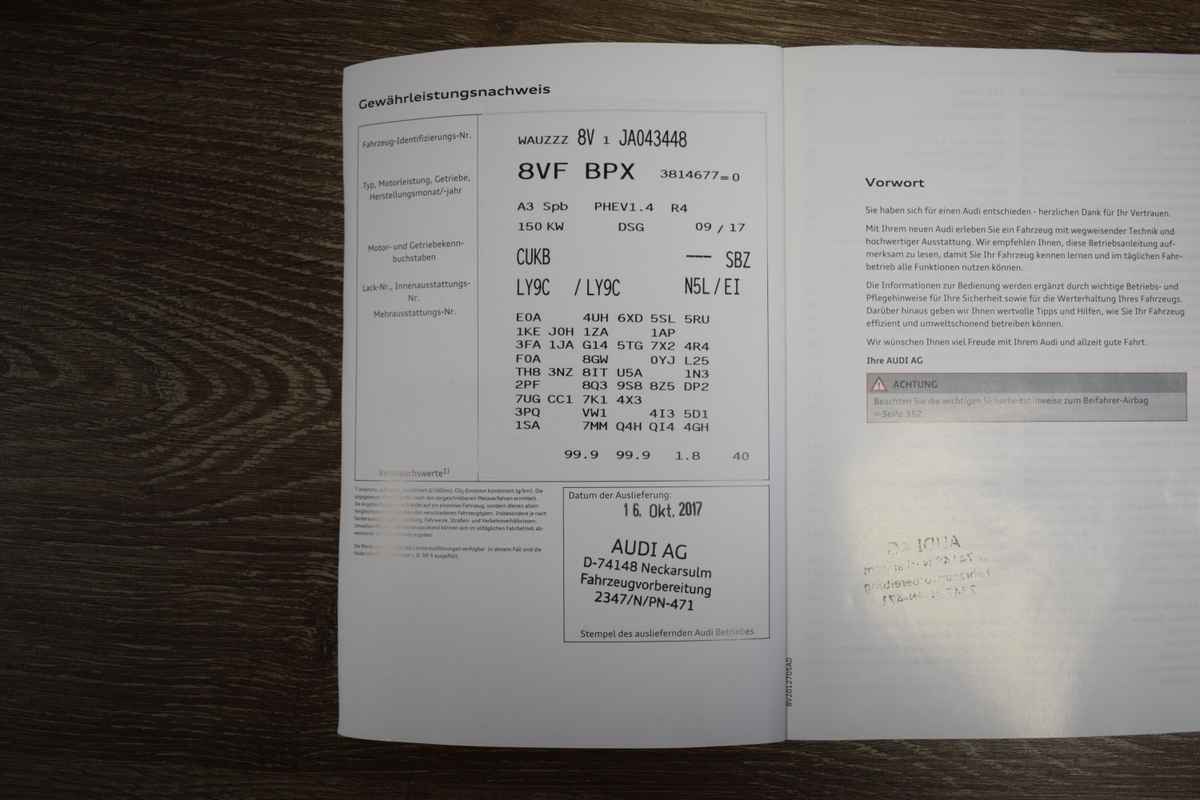 Gewährleistungsnachweis
Fahrzeug-Identifizierungs-Nr.
WAUZZZ 8V 1 JA043448
8VF BPX 3814677=0
Typ, Motorleistung, Getriebe,
Herstellungsmonat/-jahr
A3 Spb PHEV1.4 R4
150 KW DSG 09 / 17
Motor- und Getriebekenn-
buchstaben
CUKB --- SBZ
Lack-Nr., Innenausstattungs-
Nr.
LY9C / LY9C N5L / EI
Mehrausstattungs-Nr.
E0A 4UH 6XD 5SL 5RU
1KE J0H 1ZA 1AP
3FA 1JA G14 5TG 7X2 4R4
F0A 8GW 0YJ L25
TH8 3NZ 8IT U5A 1N3
2PF 8Q3 9S8 8Z5 DP2
7UG CC1 7K1 4X3
3PQ VW1 4I3 5D1
1SA 7MM Q4H QI4 4GH
99.9 99.9 1.8 40
Verbrauchswerte1)
Datum der Auslieferung:
16. Okt. 2017
AUDI AG
D-74148 Neckarsulm
Fahrzeugvorbereitung
2347/N/PN-471
Stempel des ausliefernden Audi Betriebes
Vorwort
Sie haben sich für einen Audi entschieden - herzlichen Dank für Ihr Vertrauen.
Mit Ihrem neuen Audi erleben Sie ein Fahrzeug mit wegweisender Technik und
hochwertiger Ausstattung. Wir empfehlen Ihnen, diese Betriebsanleitung auf-
merksam zu lesen, damit Sie Ihr Fahrzeug kennen lernen und im täglichen Fahr-
betrieb alle Funktionen nutzen können.
Die Informationen zur Bedienung werden ergänzt durch wichtige Betriebs- und
Pflegehinweise für Ihre Sicherheit sowie für die Werterhaltung Ihres Fahrzeugs.
Darüber hinaus geben wir Ihnen wertvolle Tipps und Hilfen, wie Sie Ihr Fahrzeug
effizient und umweltschonend betreiben können.
Wir wünschen Ihnen viel Freude mit Ihrem Audi und allzeit gute Fahrt.
Ihre AUDI AG
ACHTUNG
Beachten Sie die wichtigen Sicherheitshinweise zum Beifahrer-Airbag